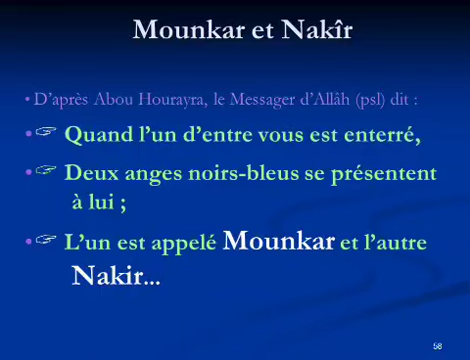 Mounkar et Nakîr
• D'après Abou Hourayra, le Messager d'Allâh (psl) dit :
•☞ Quand l'un d'entre vous est enterré,
•☞ Deux anges noirs-bleus se présentent
à lui ;
•☞ L'un est appelé Mounkar et l'autre
Nakir...
58